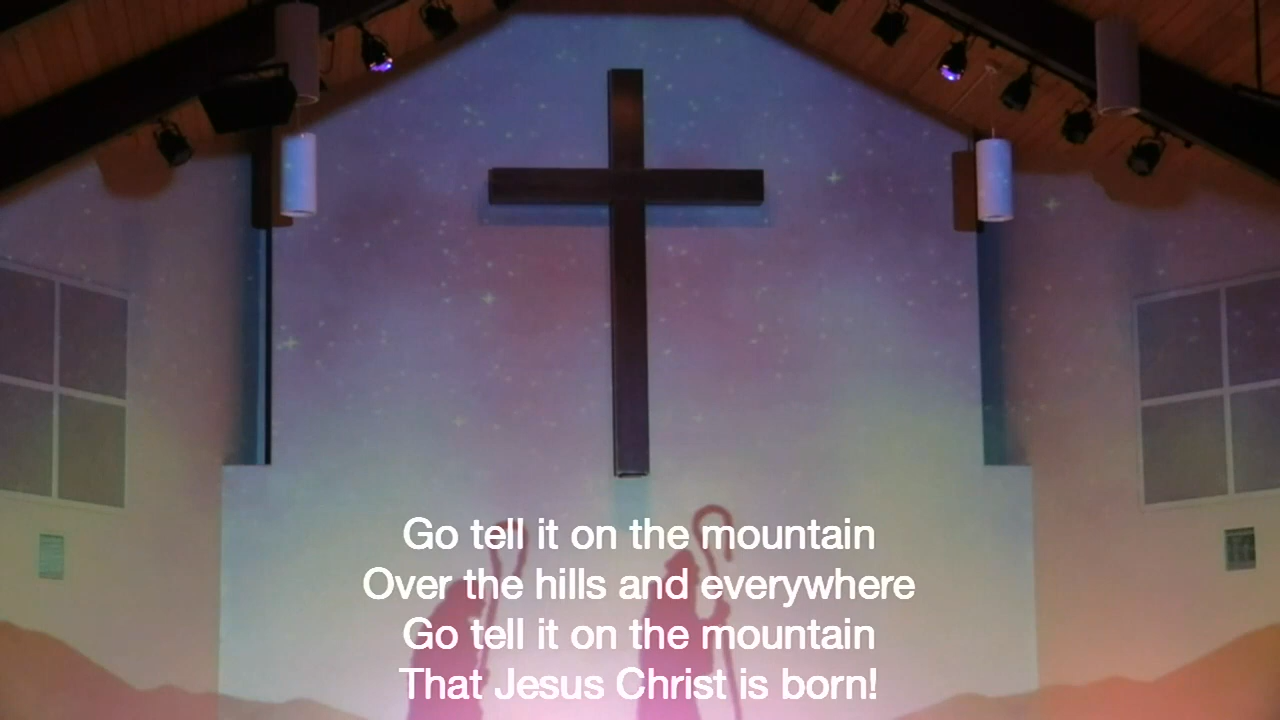 Go tell it on the mountain
Over the hills and everywhere
Go tell it on the mountain
That Jesus Christ is born!